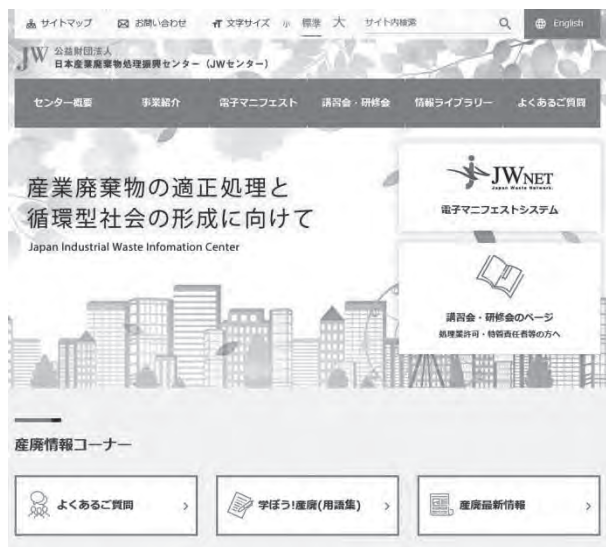 サイトマップ お問い合わせ 文字サイズ 小 標準 大 サイト内検索 English
JW 公益財団法人
日本産業廃棄物処理振興センター（JWセンター）
センター概要 事業紹介 電子マニフェスト 講習会・研修会 情報ライブラリー よくあるご質問
産業廃棄物の適正処理と
循環型社会の形成に向けて
Japan Industrial Waste Infomation Center
JWNET
Japan Waste Network.
電子マニフェストシステム
講習会・研修会のページ
処理業許可・特管責任者等の方へ
産廃情報コーナー
よくあるご質問 学ぼう!産廃(用語集) 産廃最新情報